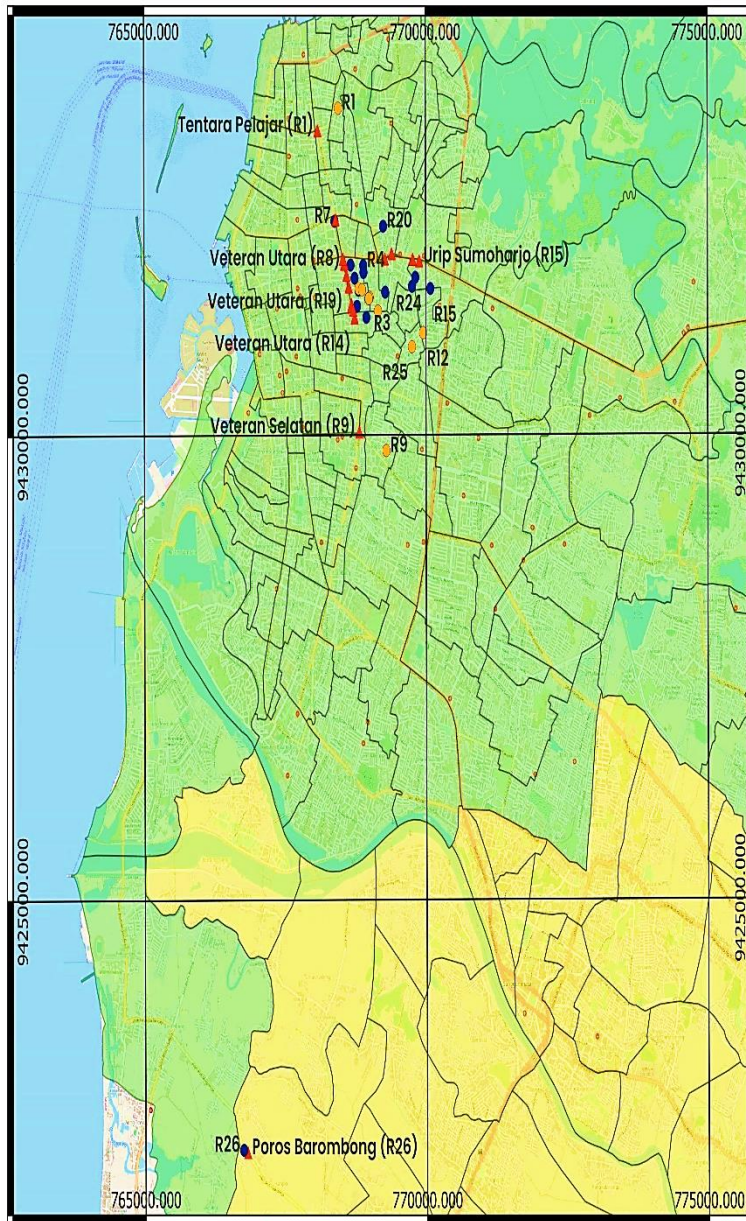 765000.000
770000.000
775000.000
R1
Tentara Pelajar (R1)
R7
R20
Veteran Utara (R8)
R4
Urip Sumoharjo (R15)
Veteran Utara (R19)
R24
R15
R3
Veteran Utara (R14)
R12
R25
Veteran Selatan (R9)
R9
9430000.000
9430000.000
9425000.000
9425000.000
R26
Poros Barombong (R26)
765000.000
770000.000
775000.000